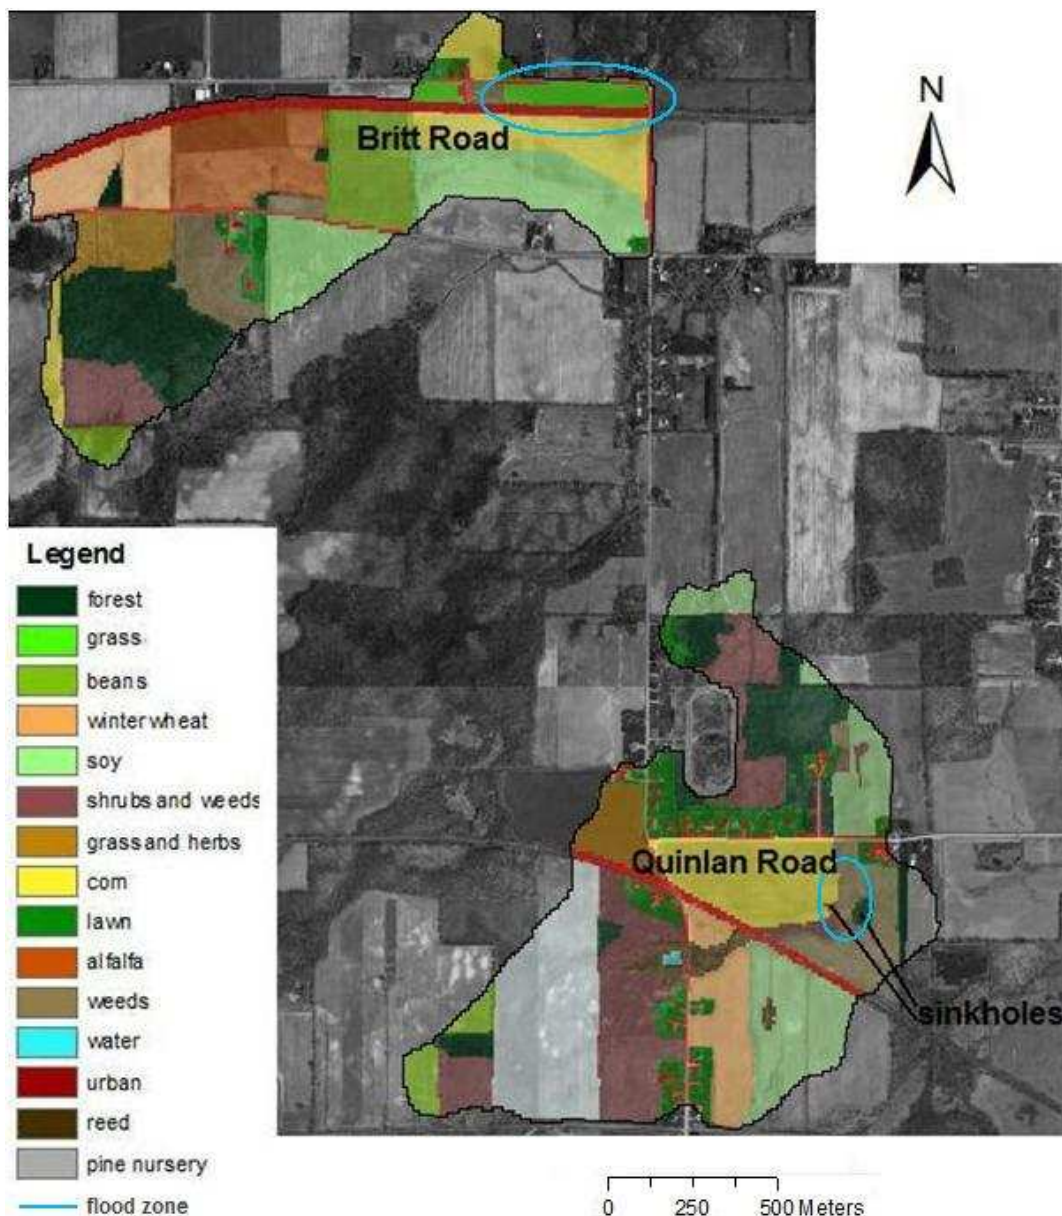 N
Britt Road
Quinlan Road
sinkholes
Legend
forest
grass
beans
winter wheat
soy
shrubs and weeds
grass and herbs
corn
lawn
alfalfa
weeds
water
urban
reed
pine nursery
flood zone
0 250 500 Meters